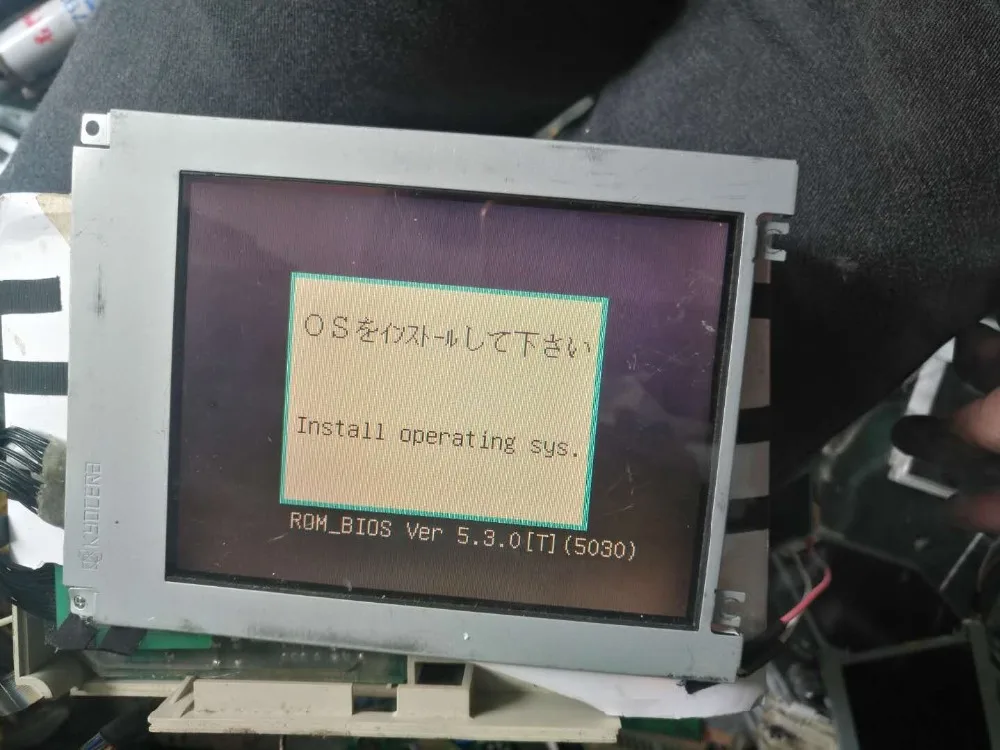 OSをｲﾝｽﾄｰﾙして下さい
Install operating sys.
ROM_BIOS Ver 5.3.0[T](5030)
KYOCERA